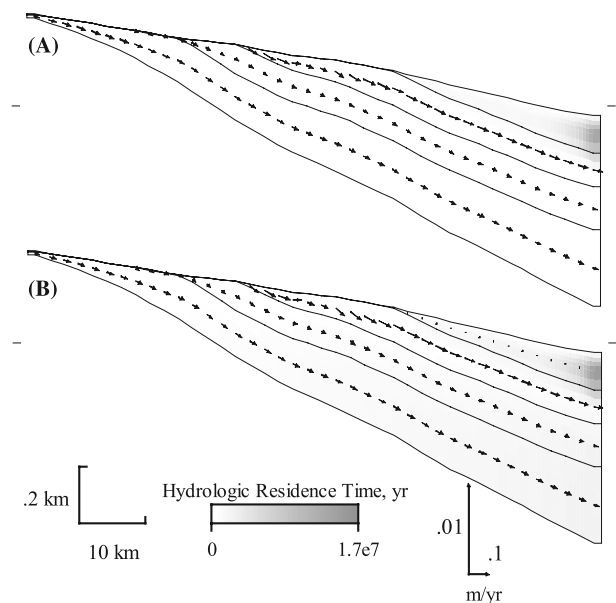 (A)
(B)
.2 km
10 km
Hydrologic Residence Time, yr
0
1.7e7
.01
.1
m/yr